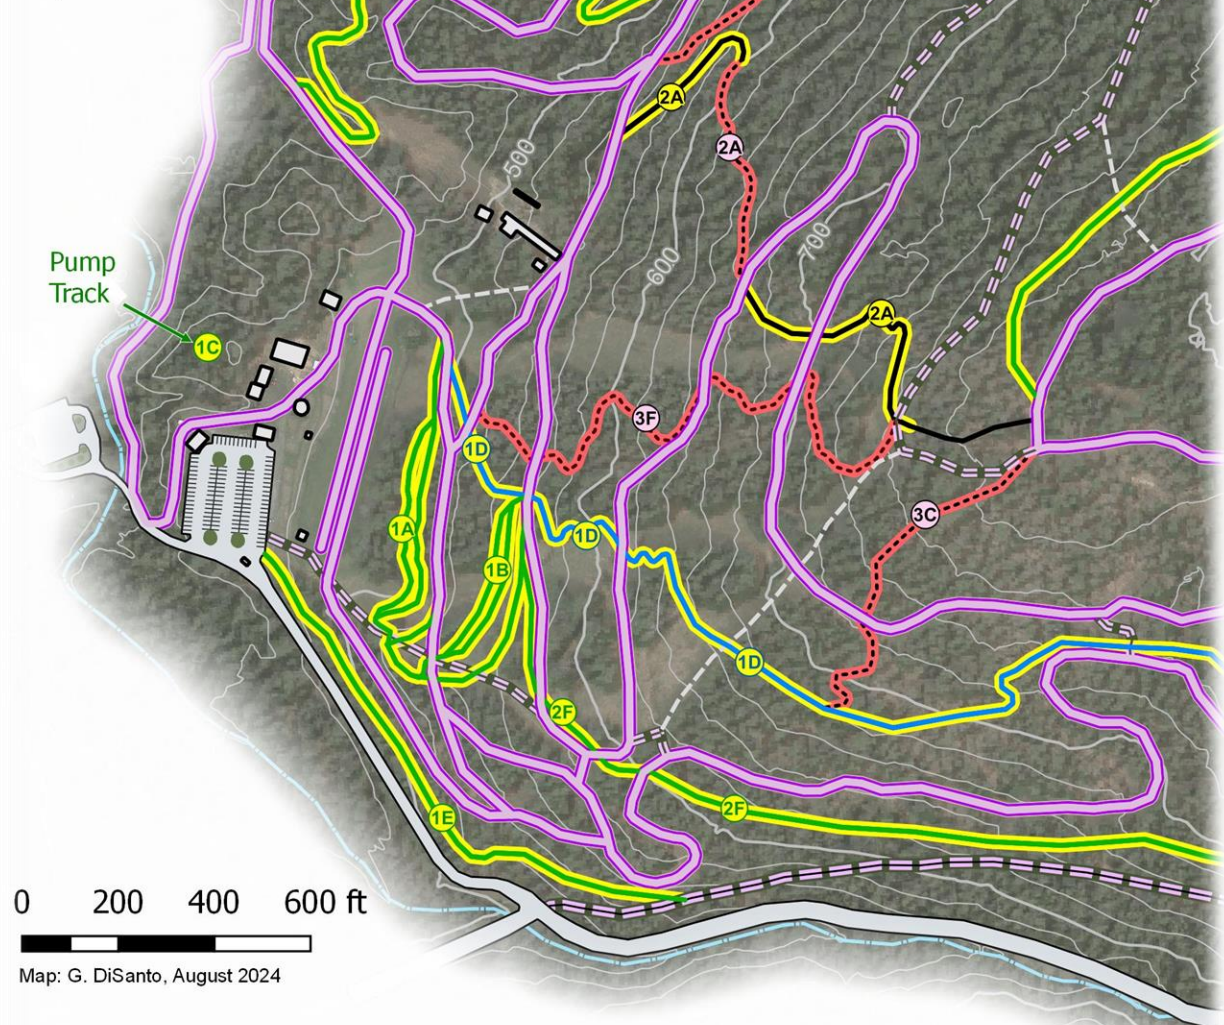 2A
500
2A
700
Pump
Track
600
2A
1C
3F
1D
3C
1A
1D
1B
1D
2F
2F
1E
0 200 400 600 ft
Map: G. DiSanto, August 2024